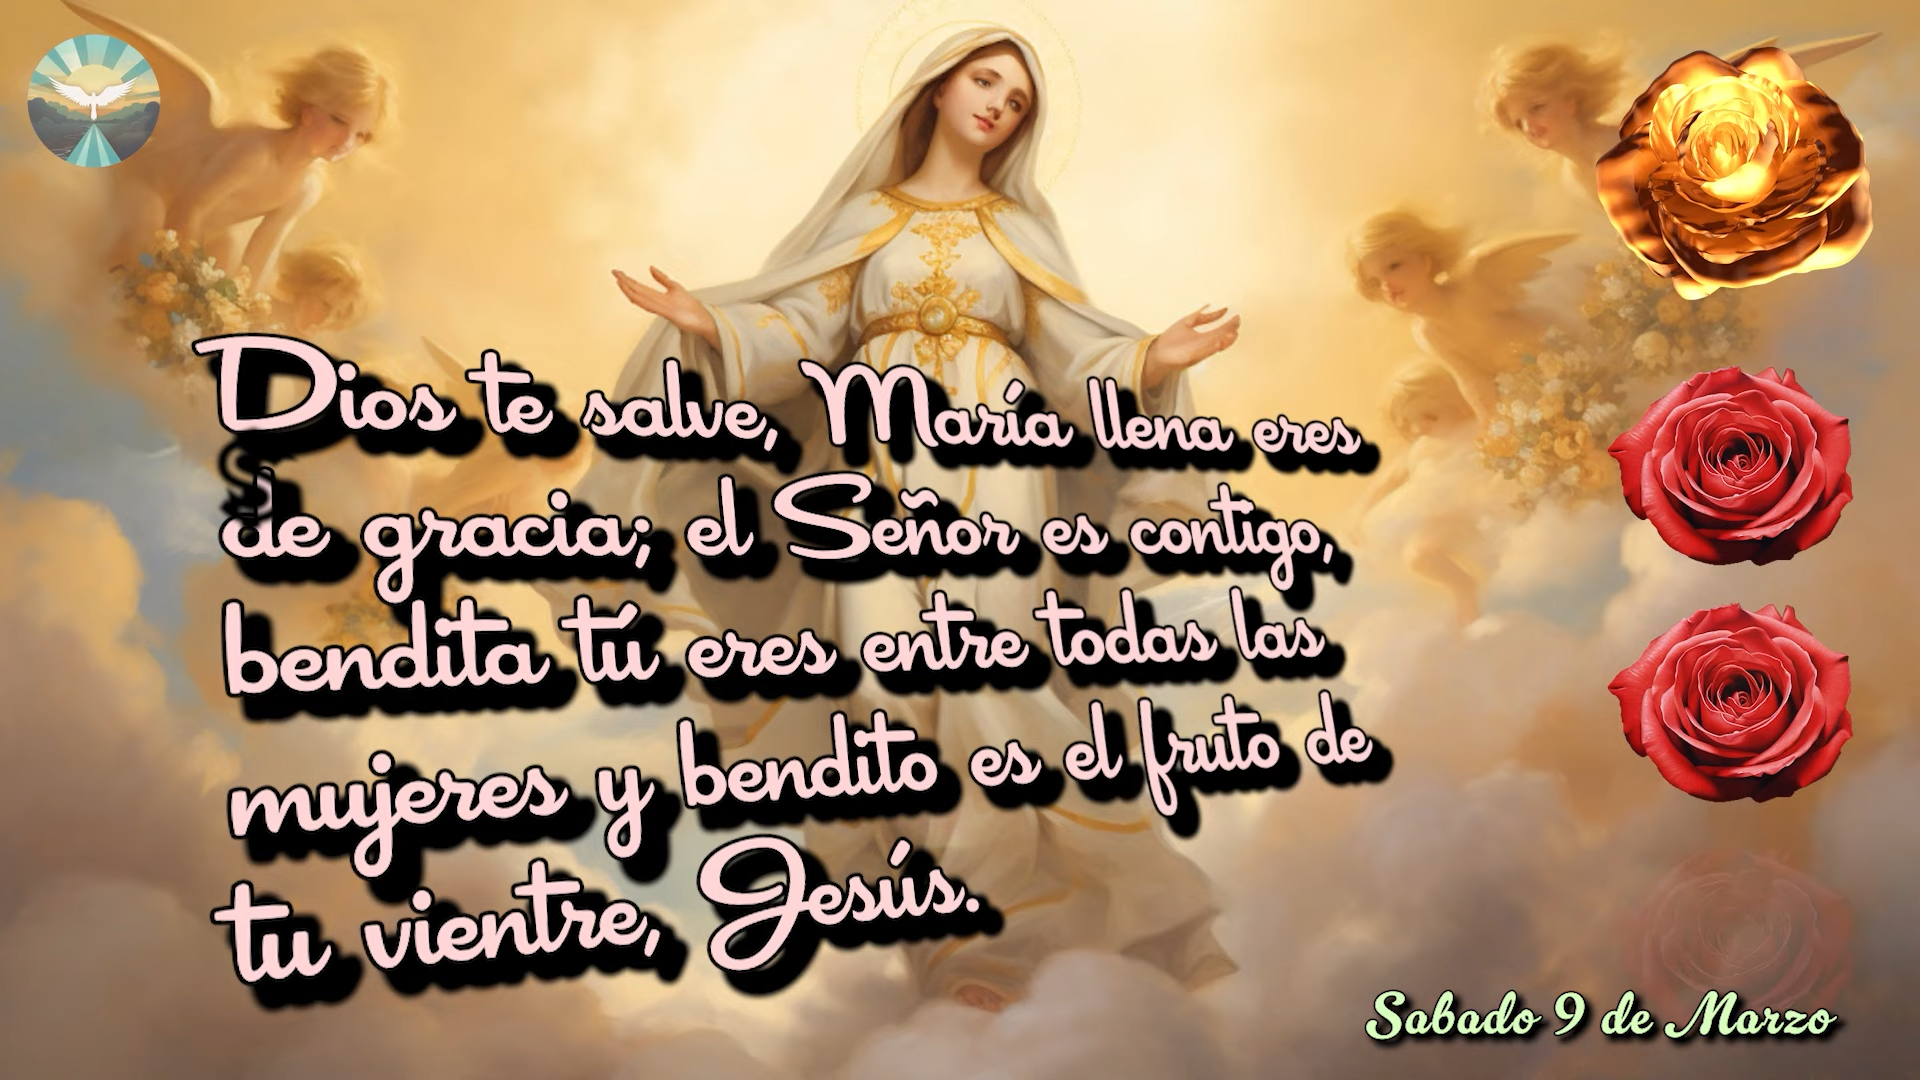 Dios te salve, María llena eres
de gracia; el Señor es contigo,
bendita tú eres entre todas las
mujeres y bendito es el fruto de
tu vientre, Jesús.
Sabado 9 de Marzo